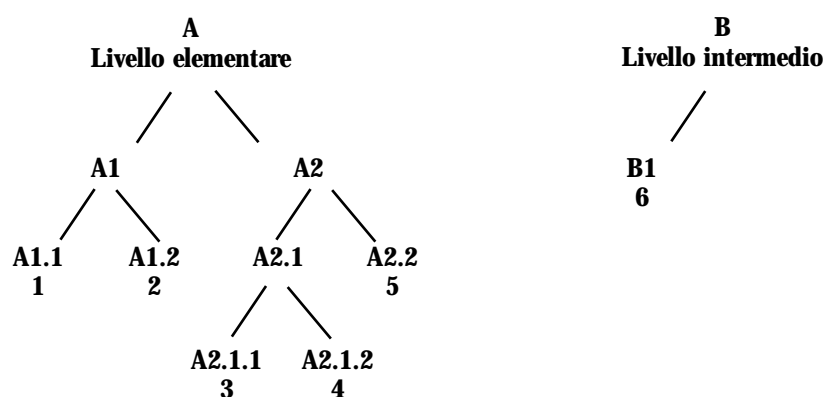 A
Livello elementare
B
Livello intermedio
A1
A2
B1
6
A1.1
1
A1.2
2
A2.1
A2.2
5
A2.1.1
3
A2.1.2
4